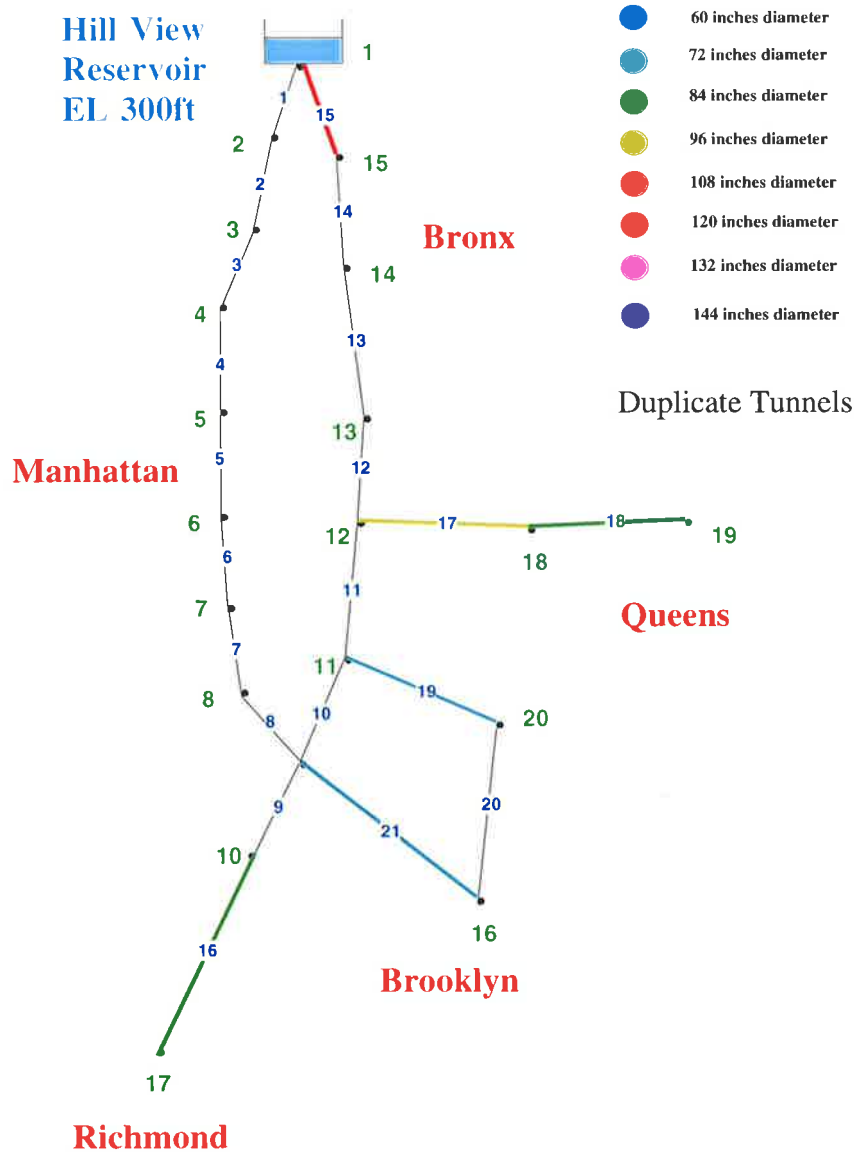 Hill View
Reservoir
EL 300ft
1
60 inches diameter
72 inches diameter
84 inches diameter
96 inches diameter
108 inches diameter
120 inches diameter
132 inches diameter
144 inches diameter
Duplicate Tunnels
1
15
2
15
2
14
3
Bronx
3
14
4
13
4
5
13
Manhattan
5
12
6
12
17
18
18
19
6
11
7
Queens
7
11
8
19
8
10
20
9
20
21
10
16
16
Brooklyn
17
Richmond